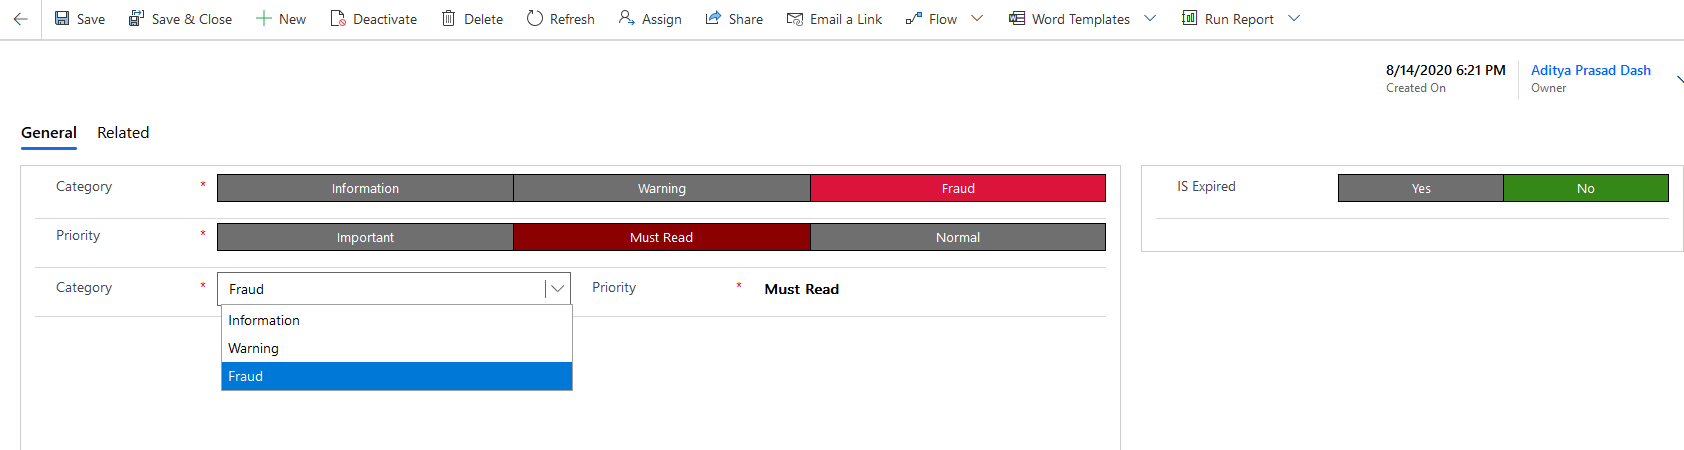 Save Save & Close New Deactivate Delete Refresh Assign Share Email a Link Flow Word Templates Run Report
8/14/2020 6:21 PM Aditya Prasad Dash
Created On Owner
General Related
Category * Information Warning Fraud IS Expired Yes No
Priority * Important Must Read Normal
Category * Fraud Priority * Must Read
Information
Warning
Fraud